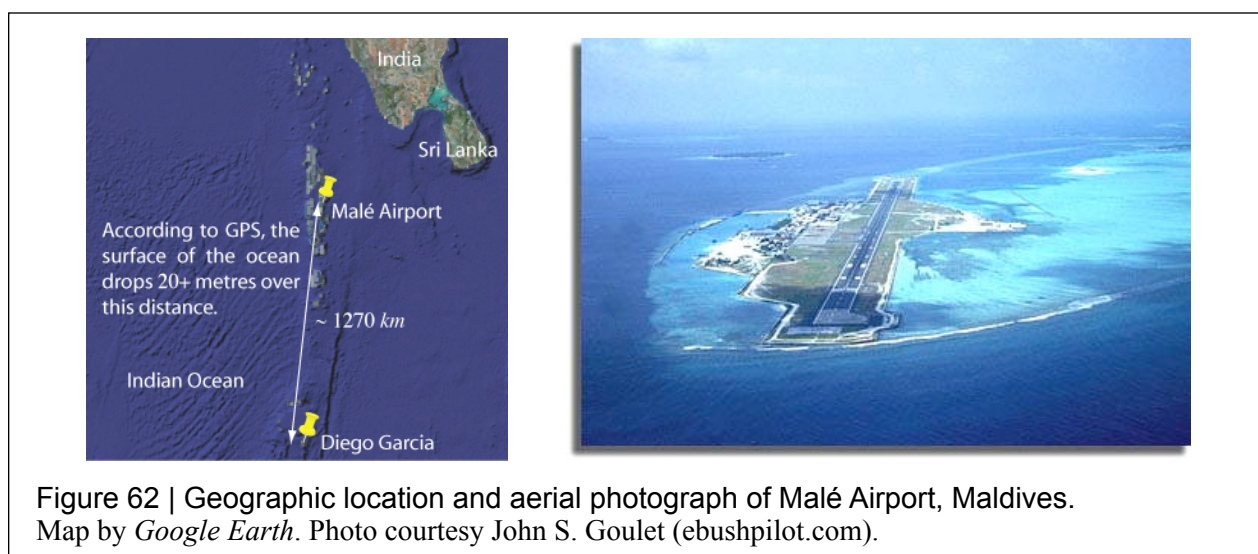 India
Sri Lanka
Malé Airport
According to GPS, the
surface of the ocean
drops 20+ metres over
this distance.
~ 1270 km
Indian Ocean
Diego Garcia
Figure 62 | Geographic location and aerial photograph of Malé Airport, Maldives.
Map by Google Earth. Photo courtesy John S. Goulet (ebushpilot.com).